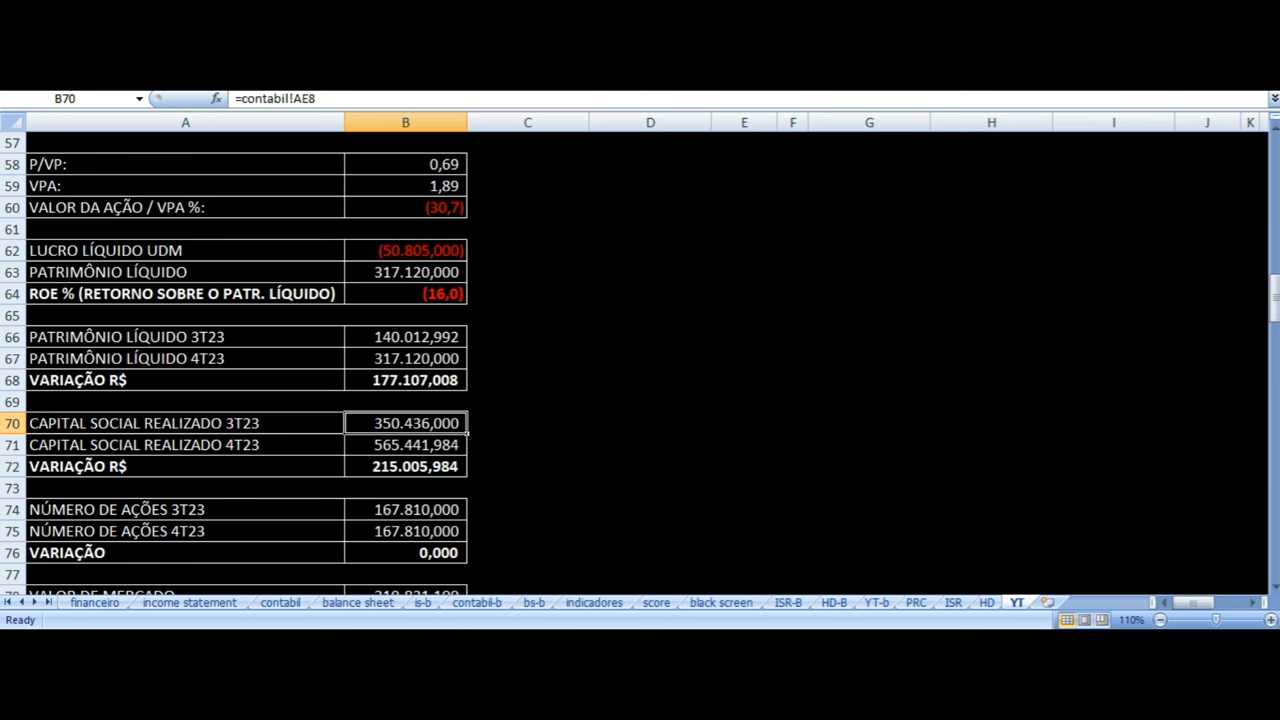 B70 fx =contabil!AE8
A B C D E F G H I J K
57
58 P/VP: 0,69
59 VPA: 1,89
60 VALOR DA AÇÃO / VPA %: (30,7)
61
62 LUCRO LÍQUIDO UDM (50.805,000)
63 PATRIMÔNIO LÍQUIDO 317.120,000
64 ROE % (RETORNO SOBRE O PATR. LÍQUIDO) (16,0)
65
66 PATRIMÔNIO LÍQUIDO 3T23 140.012,992
67 PATRIMÔNIO LÍQUIDO 4T23 317.120,000
68 VARIAÇÃO R$ 177.107,008
69
70 CAPITAL SOCIAL REALIZADO 3T23 350.436,000
71 CAPITAL SOCIAL REALIZADO 4T23 565.441,984
72 VARIAÇÃO R$ 215.005,984
73
74 NÚMERO DE AÇÕES 3T23 167.810,000
75 NÚMERO DE AÇÕES 4T23 167.810,000
76 VARIAÇÃO 0,000
77
VALOR DE MERCADO
financeiro income statement contabil balance sheet is-b contabil-b bs-b indicadores score black screen ISR-B HD-B YT-b PRC ISR HD YT
Ready 110%